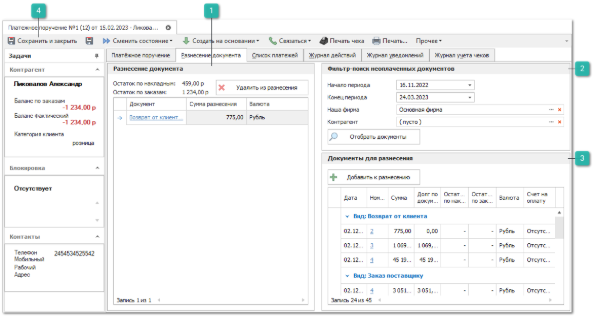 1
4
Платёжное поручение №1 (12) от 15.02.2023 - Пикова...
Сохранить и закрыть
Сменить состояние
Создать на основании
Связаться
Печать чека
Печать...
Прочее
Задачи
Платёжное поручение
Разнесение документа
Список платежей
Журнал действий
Журнал уведомлений
Журнал учета чеков
Контрагент
Пиковалов Александр
Баланс по заказам
-1 234,00 р
Баланс Фактический
-1 234,00 р
Категория клиента
розница
Блокировка
Отсутствует
Контакты
Телефон 2454534525542
Мобильный
Рабочий
Адрес
Разнесение документа
Остаток по накладным: 459,00 р
Остаток по заказам: 1 234,00 р
Удалить из разнесения
Документ Сумма разнесения Валюта
Возврат от клиент... 775,00 Рубль
Запись 1 из 1
Фильтр-поиск неоплаченных документов
2
Начало периода 16.11.2022
Конец периода 24.03.2023
Наша фирма Основная фирма
Контрагент ( пусто )
Отобрать документы
Документы для разнесения
3
Добавить к разнесению
Дата Ном... Сумма Долг по докум... Остат... по нак... Остат... по зак... Валюта Счет на оплату
Вид: Возврат от клиента
02.12... 2 775,00 0,00 - - Рубль Отсутс...
02.12... 3 1 069... 1 069,... - - Рубль Отсутс...
02.12... 4 45 19... 45 19... - - Рубль Отсутс...
Вид: Заказ поставщику
02.12... 4 3 051... 3 051,... - - Рубль Отсутс...
Запись 24 из 45